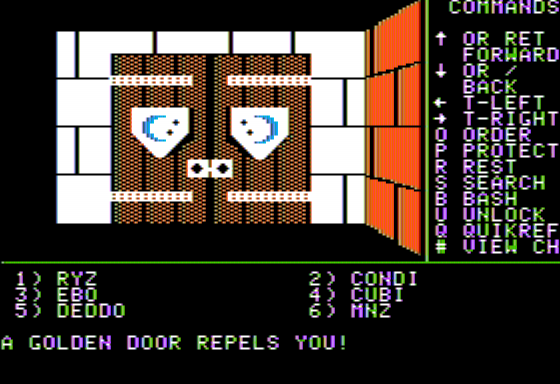 COMMANDS
↑ OR RET
FORWARD
↓ OR /
BACK
← T-LEFT
→ T-RIGHT
O ORDER
P PROTECT
R REST
S SEARCH
B BASH
U UNLOCK
Q QUIKREF
# VIEW CH
1) RYZ 2) CONDI
3) EBO 4) CUBI
5) DEDDO 6) MNZ
A GOLDEN DOOR REPELS YOU!